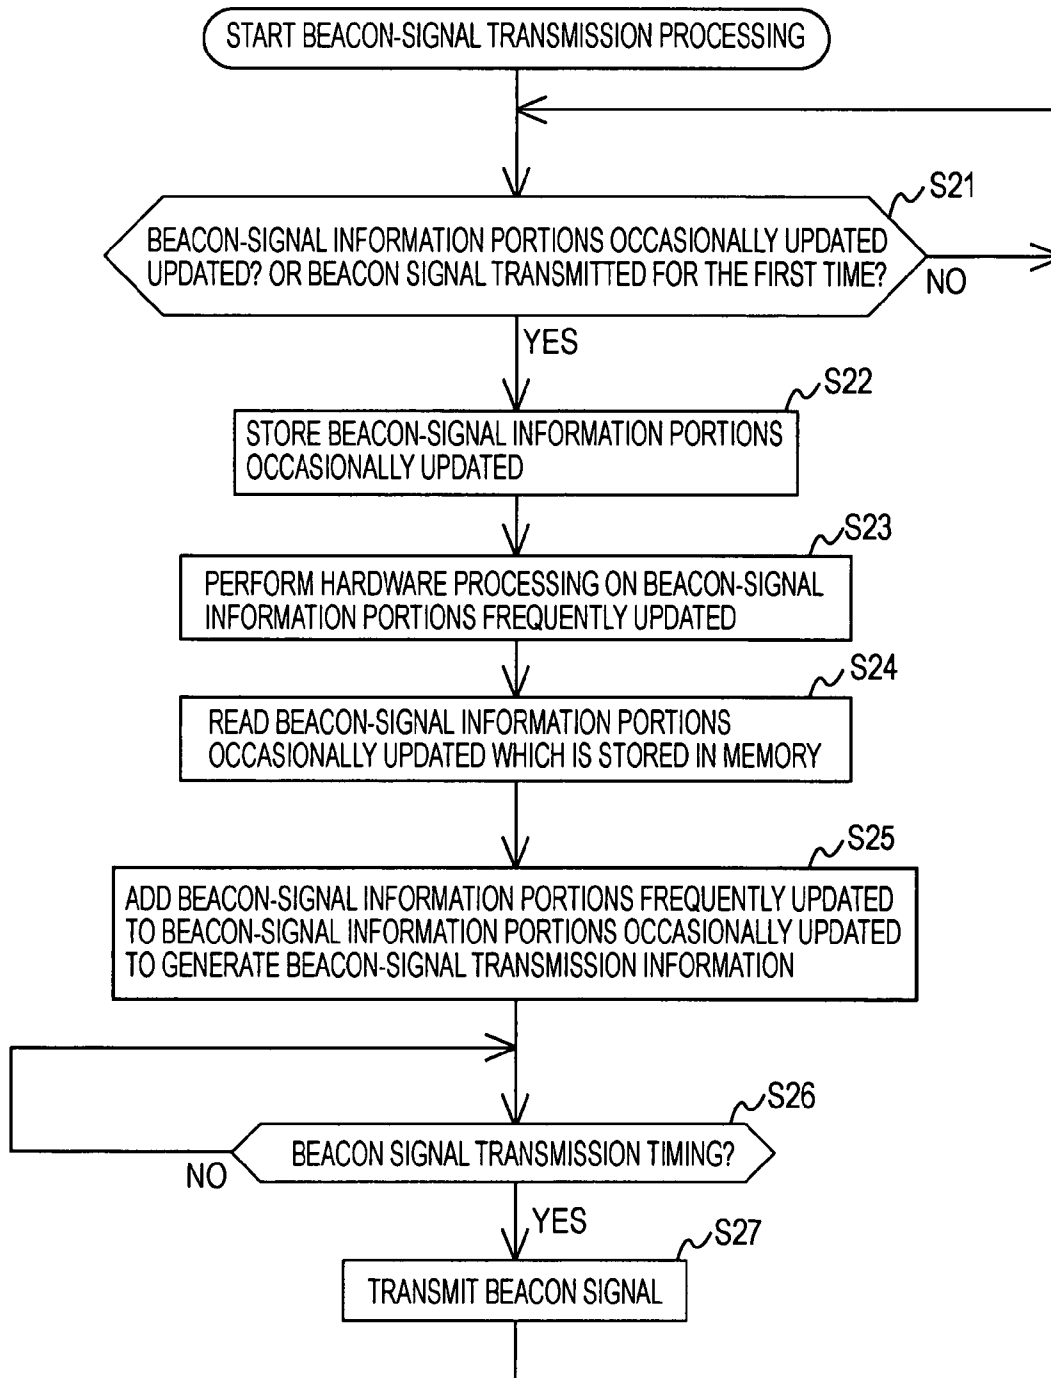 START BEACON-SIGNAL TRANSMISSION PROCESSING
S21
BEACON-SIGNAL INFORMATION PORTIONS OCCASIONALLY UPDATED
UPDATED? OR BEACON SIGNAL TRANSMITTED FOR THE FIRST TIME?
NO
YES
S22
STORE BEACON-SIGNAL INFORMATION PORTIONS
OCCASIONALLY UPDATED
S23
PERFORM HARDWARE PROCESSING ON BEACON-SIGNAL
INFORMATION PORTIONS FREQUENTLY UPDATED
S24
READ BEACON-SIGNAL INFORMATION PORTIONS
OCCASIONALLY UPDATED WHICH IS STORED IN MEMORY
S25
ADD BEACON-SIGNAL INFORMATION PORTIONS FREQUENTLY UPDATED
TO BEACON-SIGNAL INFORMATION PORTIONS OCCASIONALLY UPDATED
TO GENERATE BEACON-SIGNAL TRANSMISSION INFORMATION
S26
BEACON SIGNAL TRANSMISSION TIMING?
NO
YES
S27
TRANSMIT BEACON SIGNAL